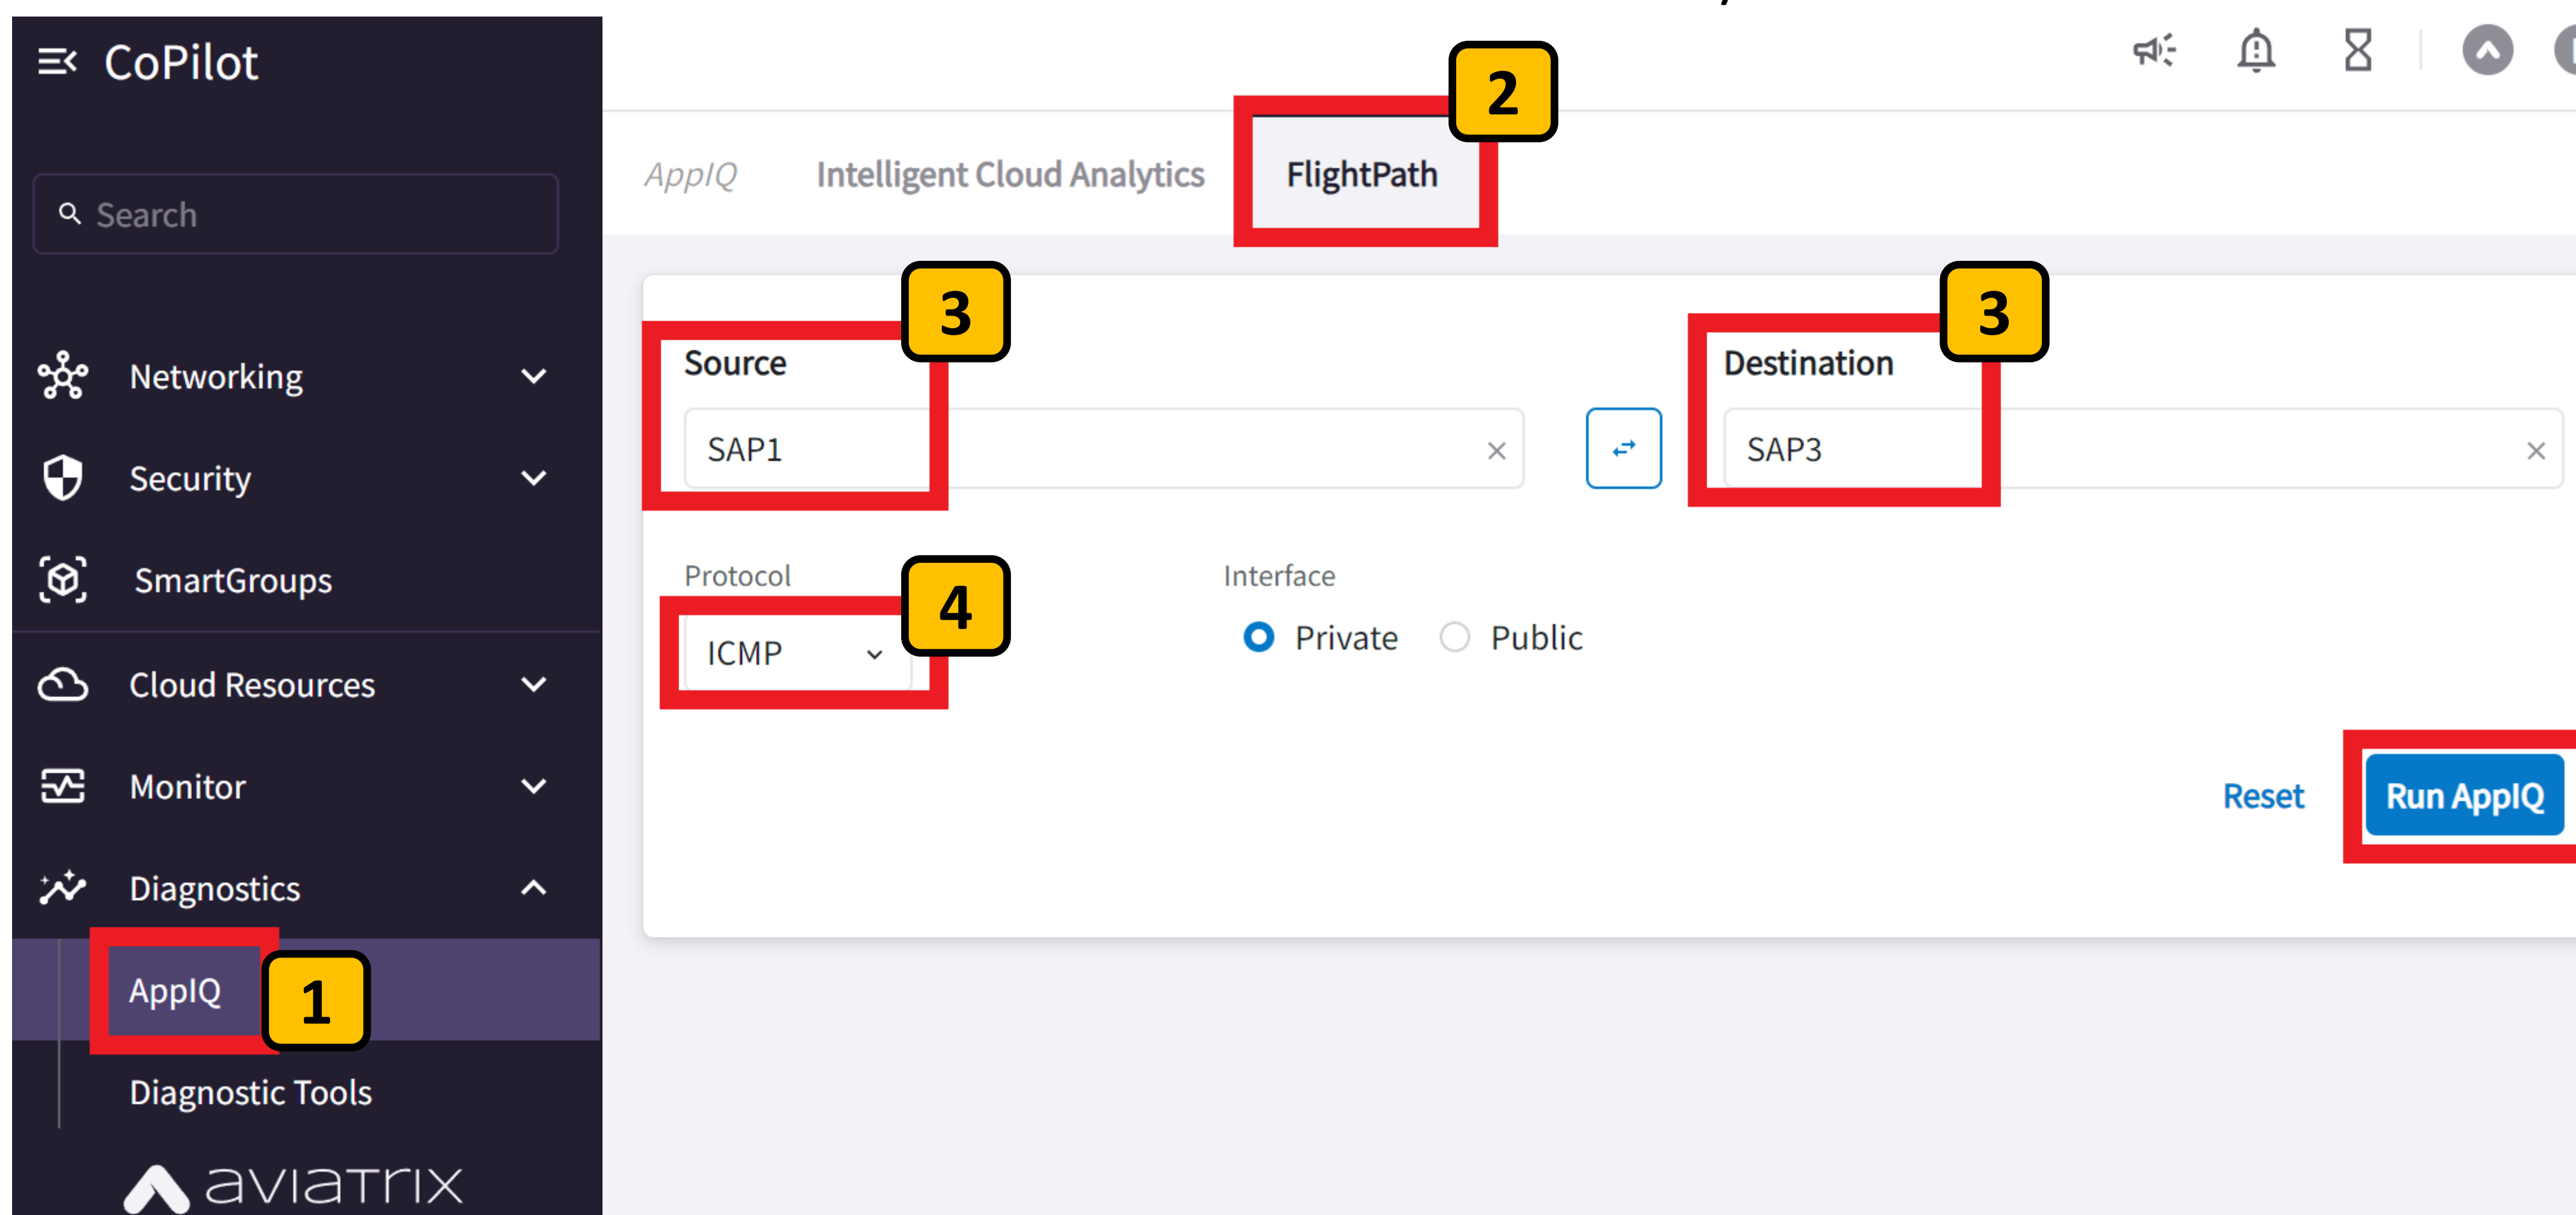 CoPilot
Search
Networking
Security
SmartGroups
Cloud Resources
Monitor
Diagnostics
AppIQ
1
Diagnostic Tools
aviatrix
2
AppIQ
Intelligent Cloud Analytics
FlightPath
3
3
Source
Destination
SAP1
SAP3
Protocol
4
Interface
ICMP
Private
Public
Reset
Run AppIQ